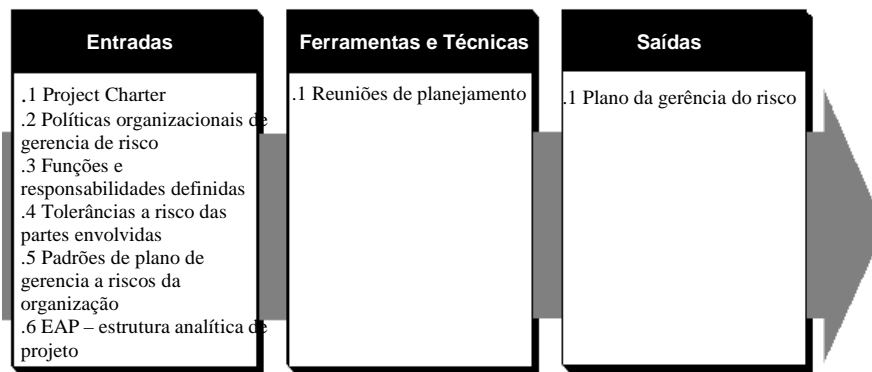 Entradas
.1 Project Charter
.2 Políticas organizacionais de
gerencia de risco
.3 Funções e
responsabilidades definidas
.4 Tolerâncias a risco das
partes envolvidas
.5 Padrões de plano de
gerencia a riscos da
organização
.6 EAP – estrutura analítica de
projeto
Ferramentas e Técnicas
.1 Reuniões de planejamento
Saídas
.1 Plano da gerência do risco